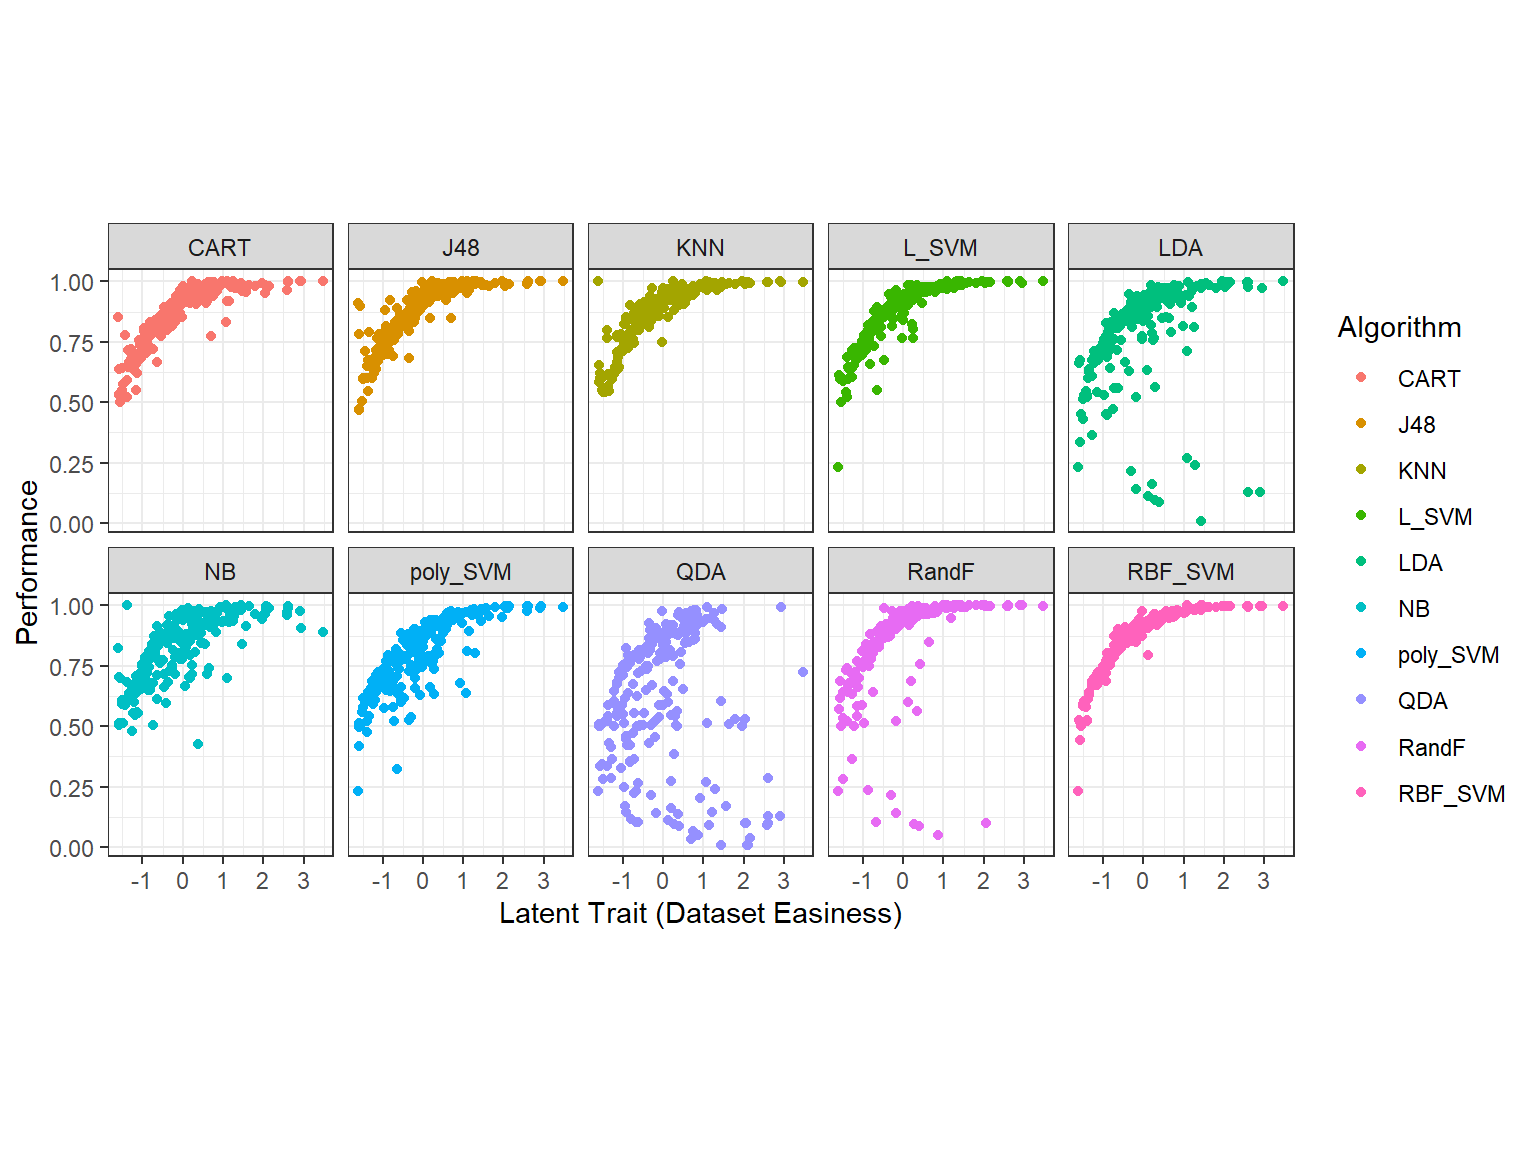 CART J48 KNN L_SVM LDA
1.00
0.75
0.50
0.25
0.00
Performance
NB poly_SVM QDA RandF RBF_SVM
1.00
0.75
0.50
0.25
0.00
-1 0 1 2 3 -1 0 1 2 3 -1 0 1 2 3 -1 0 1 2 3 -1 0 1 2 3
Latent Trait (Dataset Easiness)
Algorithm
CART
J48
KNN
L_SVM
LDA
NB
poly_SVM
QDA
RandF
RBF_SVM